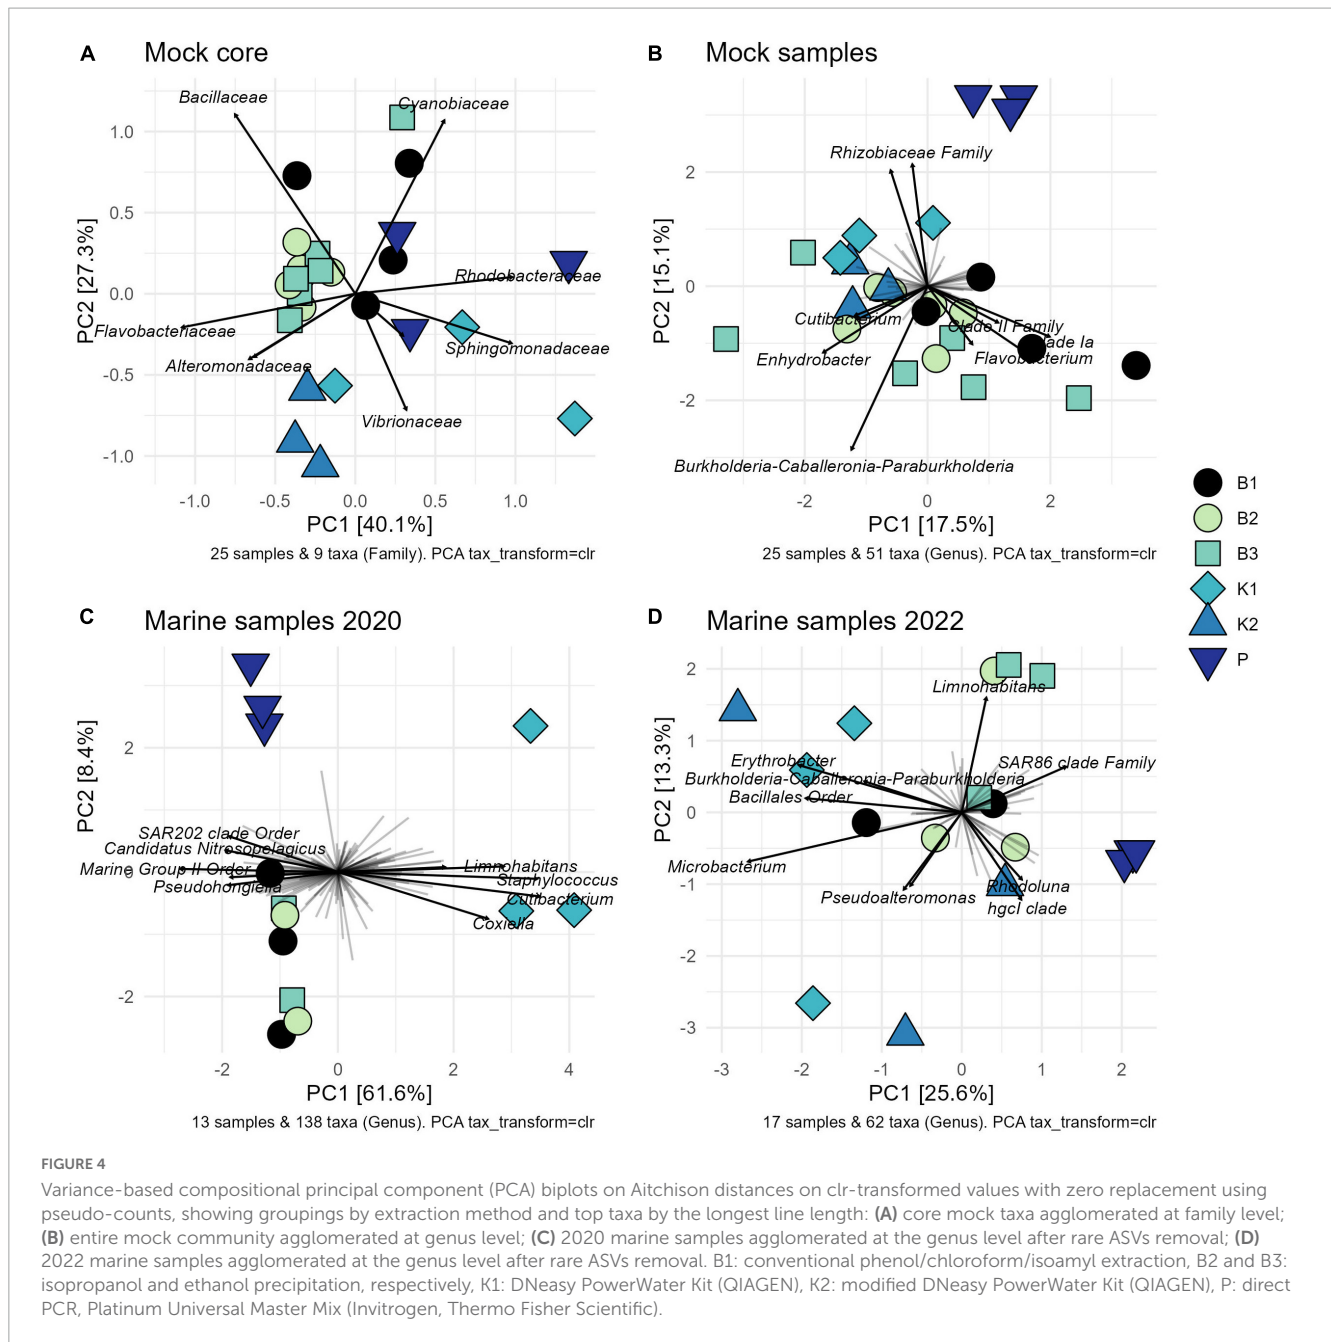 A Mock core
Bacillaceae
Cyanobiaceae
Rhodobacteraceae
Flavobacteriaceae
Sphingomonadaceae
Alteromonadaceae
Vibrionaceae
1.0
0.5
0.0
-0.5
-1.0
PC2 [27.3%]
-1.0 -0.5 0.0 0.5 1.0
PC1 [40.1%]
25 samples & 9 taxa (Family). PCA tax_transform=clr
B Mock samples
Rhizobiaceae Family
Cutibacterium
Clade II Family
Enhydrobacter
Flavobacterium
Burkholderia-Caballeronia-Paraburkholderia
2
0
-2
PC2 [15.1%]
-2 0 2
PC1 [17.5%]
25 samples & 51 taxa (Genus). PCA tax_transform=clr
B1
B2
B3
K1
K2
P
C Marine samples 2020
SAR202 clade Order
Candidatus Nitrosopelagicus
Marine Group II Order
Pseudohongiella
Limnohabitans
Staphylococcus
Cutibacterium
Coxiella
2
0
-2
PC2 [8.4%]
-2 0 2 4
PC1 [61.6%]
13 samples & 138 taxa (Genus). PCA tax_transform=clr
D Marine samples 2022
Limnohabitans
Erythrobacter
SAR86 clade Family
Burkholderia-Caballeronia-Paraburkholderia
Bacillales Order
Microbacterium
Pseudoalteromonas
Rhodoluna
hgcI clade
2
1
0
-1
-2
-3
PC2 [13.3%]
-3 -2 -1 0 1 2
PC1 [25.6%]
17 samples & 62 taxa (Genus). PCA tax_transform=clr
FIGURE 4
Variance-based compositional principal component (PCA) biplots on Aitchison distances on clr-transformed values with zero replacement using
pseudo-counts, showing groupings by extraction method and top taxa by the longest line length: (A) core mock taxa agglomerated at family level;
(B) entire mock community agglomerated at genus level; (C) 2020 marine samples agglomerated at the genus level after rare ASVs removal; (D)
2022 marine samples agglomerated at the genus level after rare ASVs removal. B1: conventional phenol/chloroform/isoamyl extraction, B2 and B3:
isopropanol and ethanol precipitation, respectively, K1: DNeasy PowerWater Kit (QIAGEN), K2: modified DNeasy PowerWater Kit (QIAGEN), P: direct
PCR, Platinum Universal Master Mix (Invitrogen, Thermo Fisher Scientific).